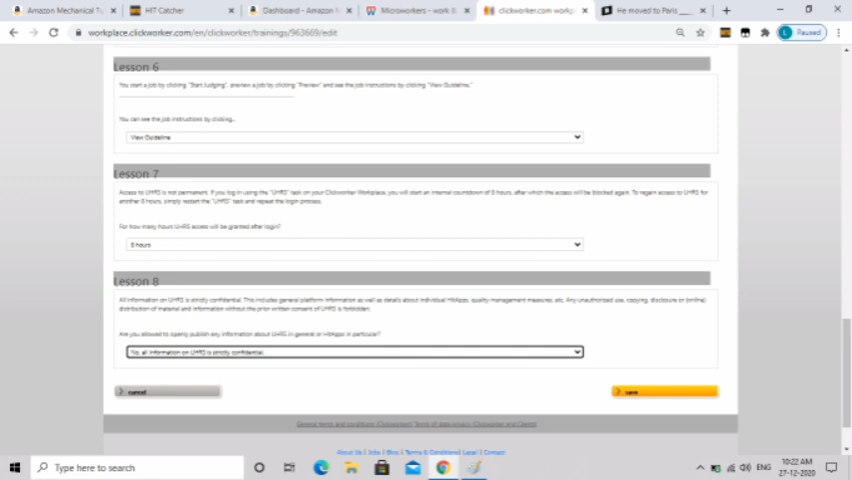 Amazon Mechanical Tu
HIT Catcher
Dashboard - Amazon M
Microworkers - work &
clickworker.com workp
He moved to Paris ____
workplace.clickworker.com/en/clickworker/trainings/963669/edit
Paused
Lesson 6
You start a job by clicking "Start Judging", preview a job by clicking "Preview" and see the job instructions by clicking "View Guideline."
You can see the job instructions by clicking...
View Guideline
Lesson 7
Access to UHRS is not permanent. If you log in using the "UHRS" task on your Clickworker Workplace, you will start an internal countdown of 8 hours, after which the access will be blocked again. To regain access to UHRS for
another 8 hours, simply restart the "UHRS" task and repeat the login process.
For how many hours UHRS access will be granted after login?
8 hours
Lesson 8
All information on UHRS is strictly confidential. This includes general platform information as well as details about individual HitApps, quality management measures, etc. Any unauthorized use, copying, disclosure or (online)
distribution of material and information without the prior written consent of UHRS is forbidden.
Are you allowed to openly publish any information about UHRS in general or HitApps in particular?
No, all information on UHRS is strictly confidential.
cancel
save
General terms and conditions (Clickworker) Terms of data privacy (Clickworker and Clients)
About Us | Jobs | Blog | Terms & Conditions| Legal | Contact
Type here to search
ENG
10:22 AM
27-12-2020